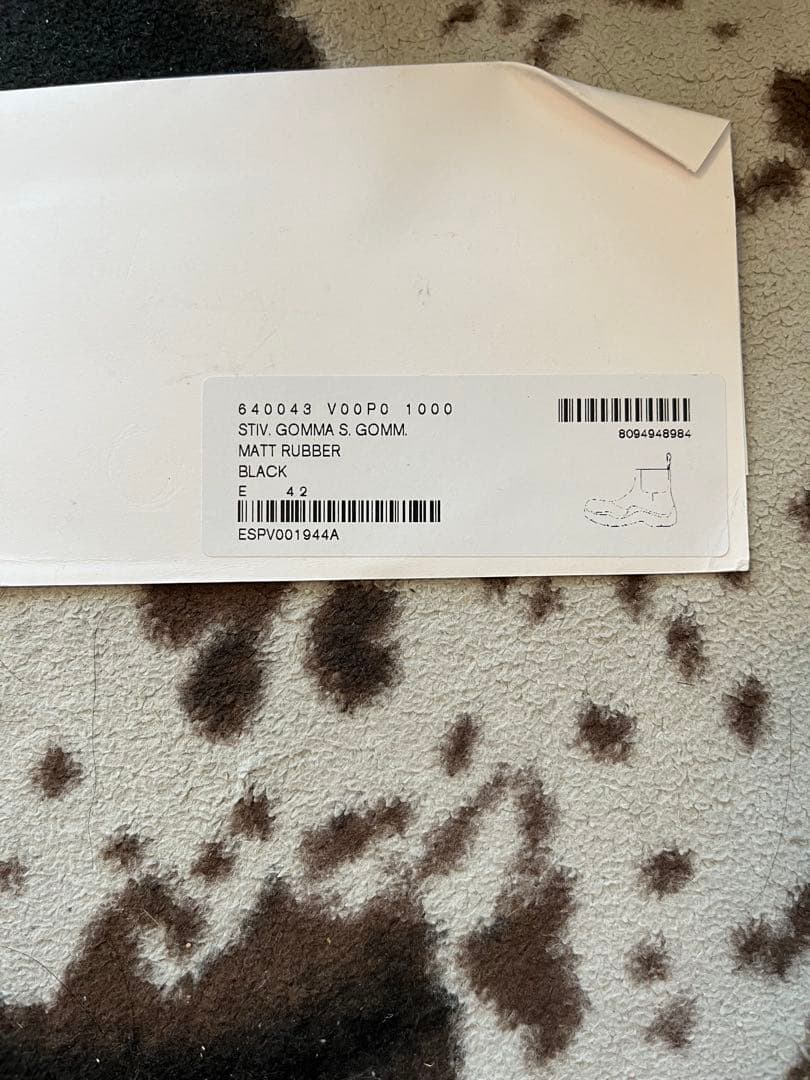 640043 V00P0 1000
STIV. GOMMA S. GOMM.
MATT RUBBER
BLACK
E 42
ESPV001944A
8094948984